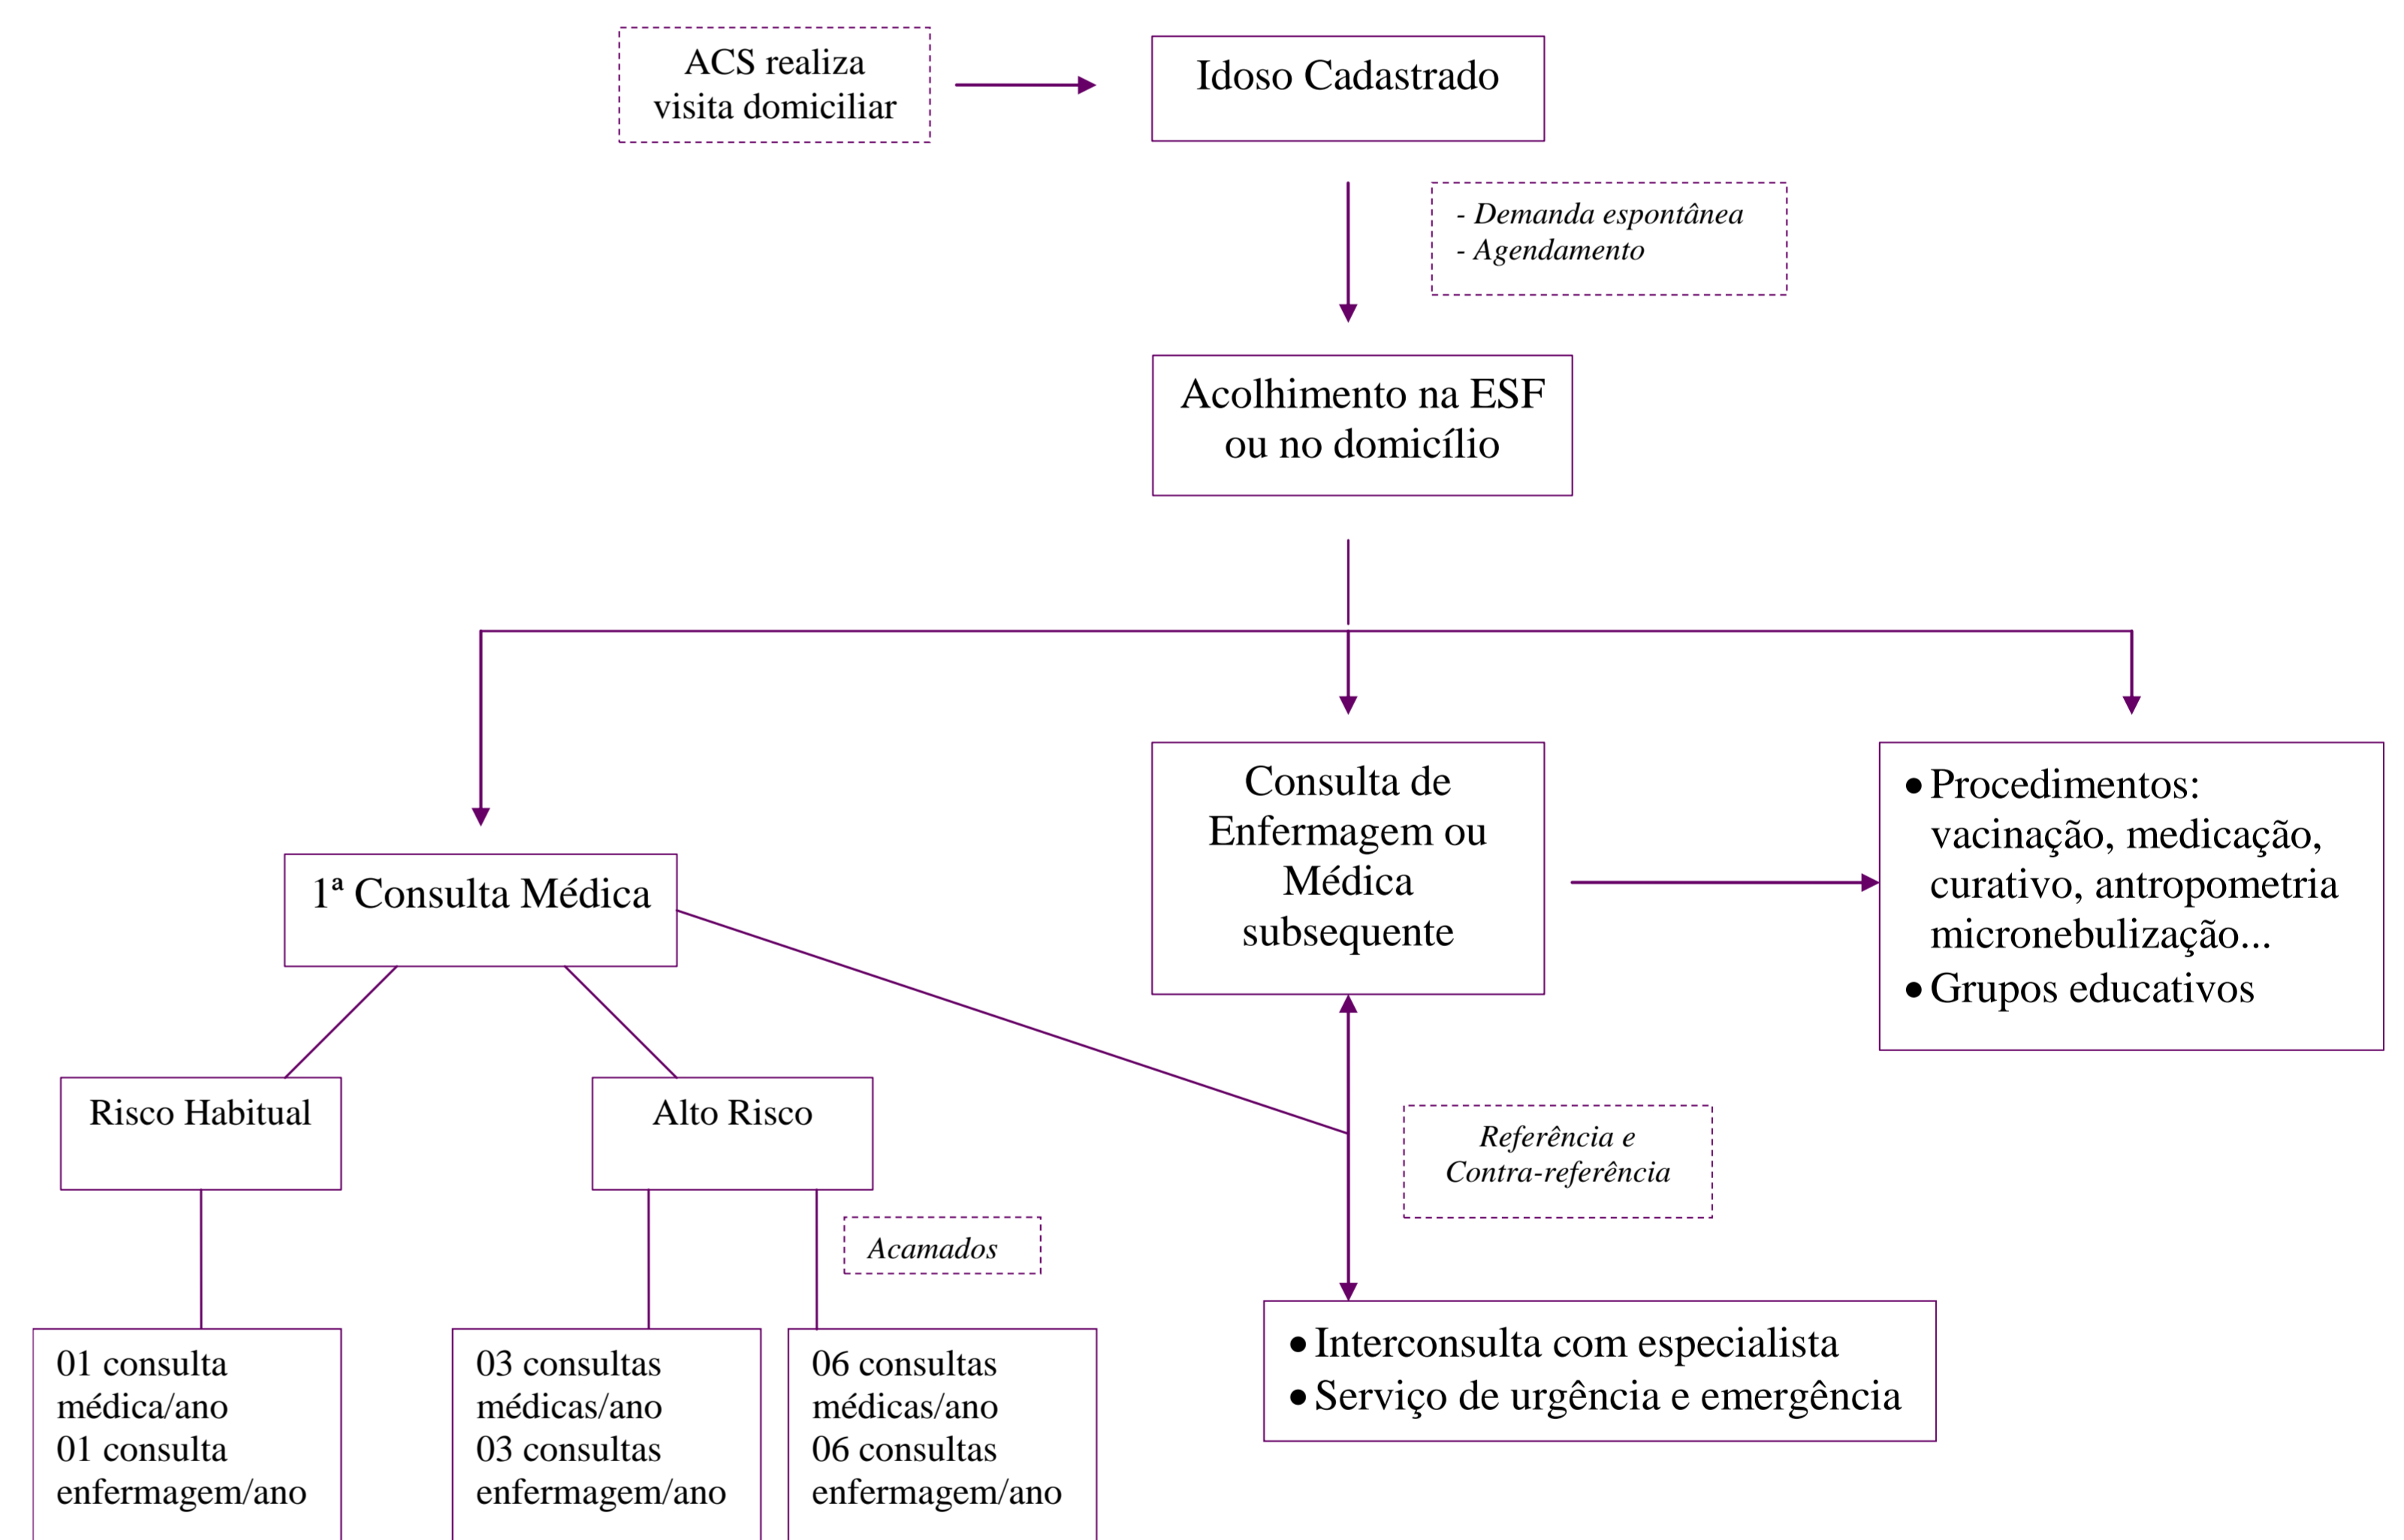 ACS realiza
visita domiciliar
Idoso Cadastrado
- Demanda espontânea
- Agendamento
Acolhimento na ESF
ou no domicílio
1ª Consulta Médica
Consulta de
Enfermagem ou
Médica
subsequente
• Procedimentos:
vacinação, medicação,
curativo, antropometria
micronebulização...
• Grupos educativos
Risco Habitual
Alto Risco
Referência e
Contra-referência
Acamados
01 consulta
médica/ano
01 consulta
enfermagem/ano
03 consultas
médicas/ano
03 consultas
enfermagem/ano
06 consultas
médicas/ano
06 consultas
enfermagem/ano
• Interconsulta com especialista
• Serviço de urgência e emergência